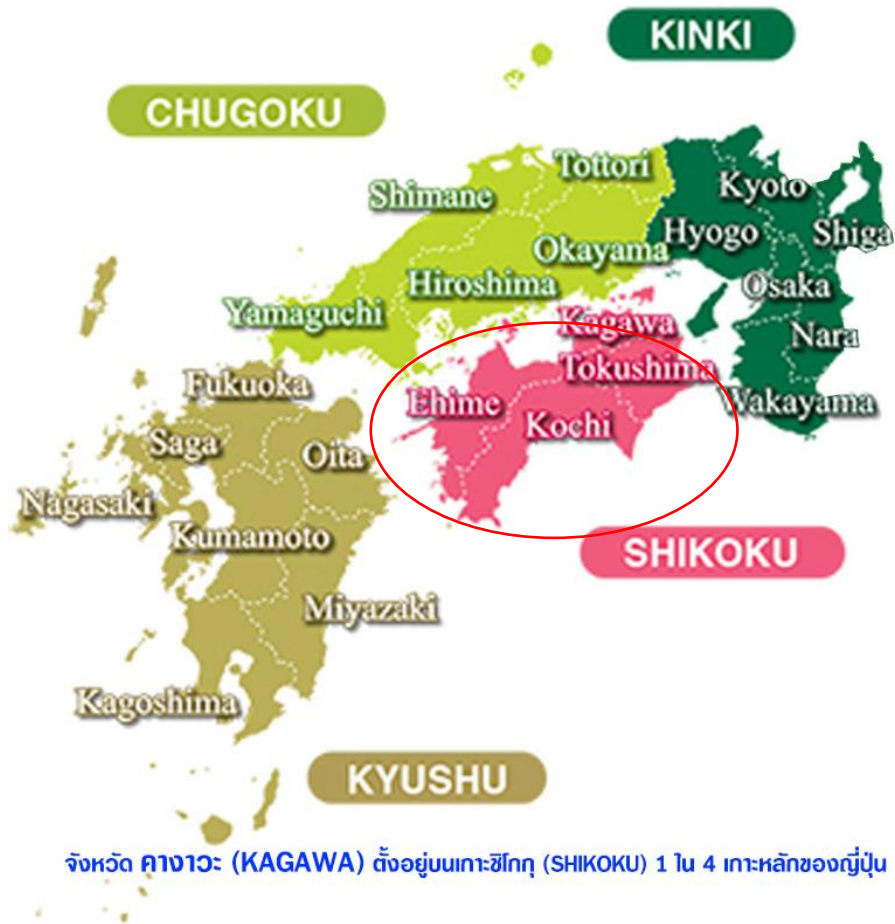 KINKI
CHUGOKU
Tottori
Kyoto
Shimane
Hyogo
Shiga
Okayama
Hiroshima
Osaka
Yamaguchi
Kagawa
Nara
Tokushima
Fukuoka
Ehime
Wakayama
Kochi
Saga
Oita
Nagasaki
Kumamoto
SHIKOKU
Miyazaki
Kagoshima
KYUSHU
จังหวัด คางาวะ (KAGAWA) ตั้งอยู่บนเกาะชิโกกุ (SHIKOKU) 1 ใน 4 เกาะหลักของญี่ปุ่น